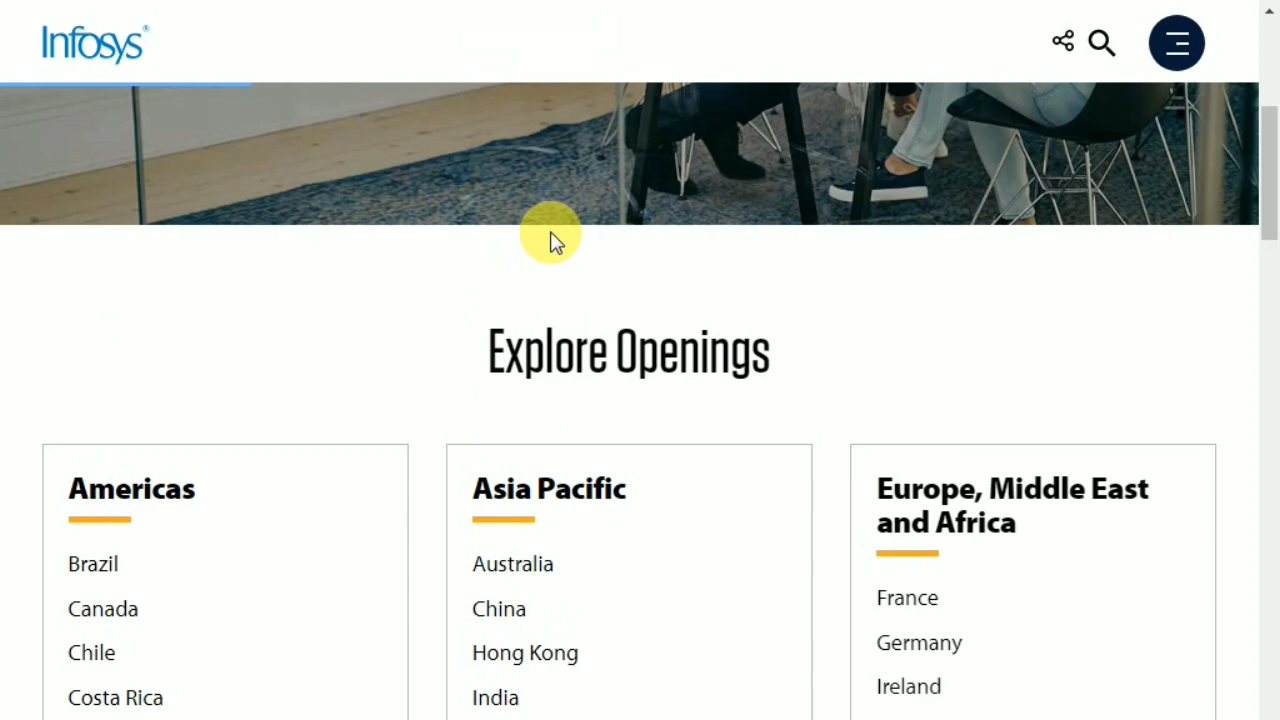 Infosys®
Explore Openings
Americas
Brazil
Canada
Chile
Costa Rica
Asia Pacific
Australia
China
Hong Kong
India
Europe, Middle East
and Africa
France
Germany
Ireland